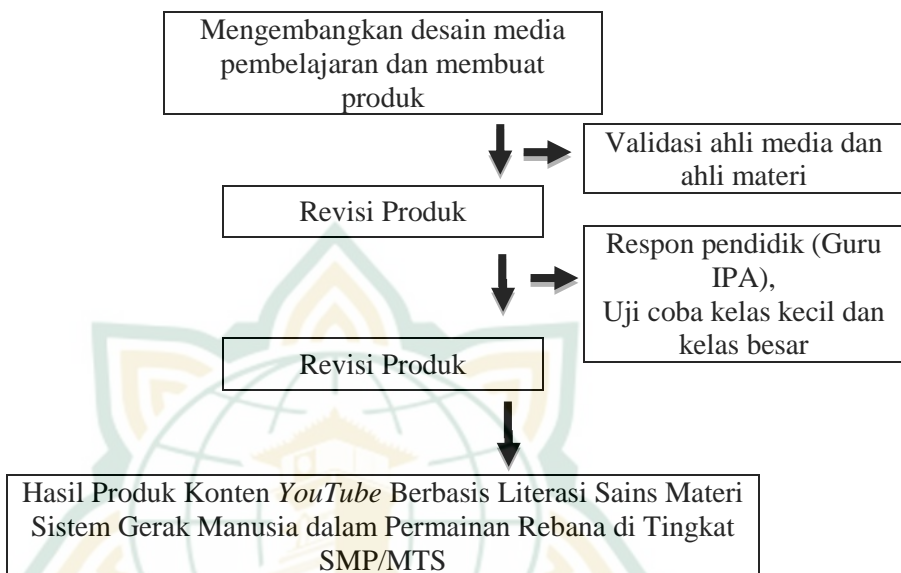 Mengembangkan desain media
pembelajaran dan membuat
produk
Validasi ahli media dan
ahli materi
Revisi Produk
Respon pendidik (Guru
IPA),
Uji coba kelas kecil dan
kelas besar
Revisi Produk
Hasil Produk Konten YouTube Berbasis Literasi Sains Materi
Sistem Gerak Manusia dalam Permainan Rebana di Tingkat
SMP/MTS